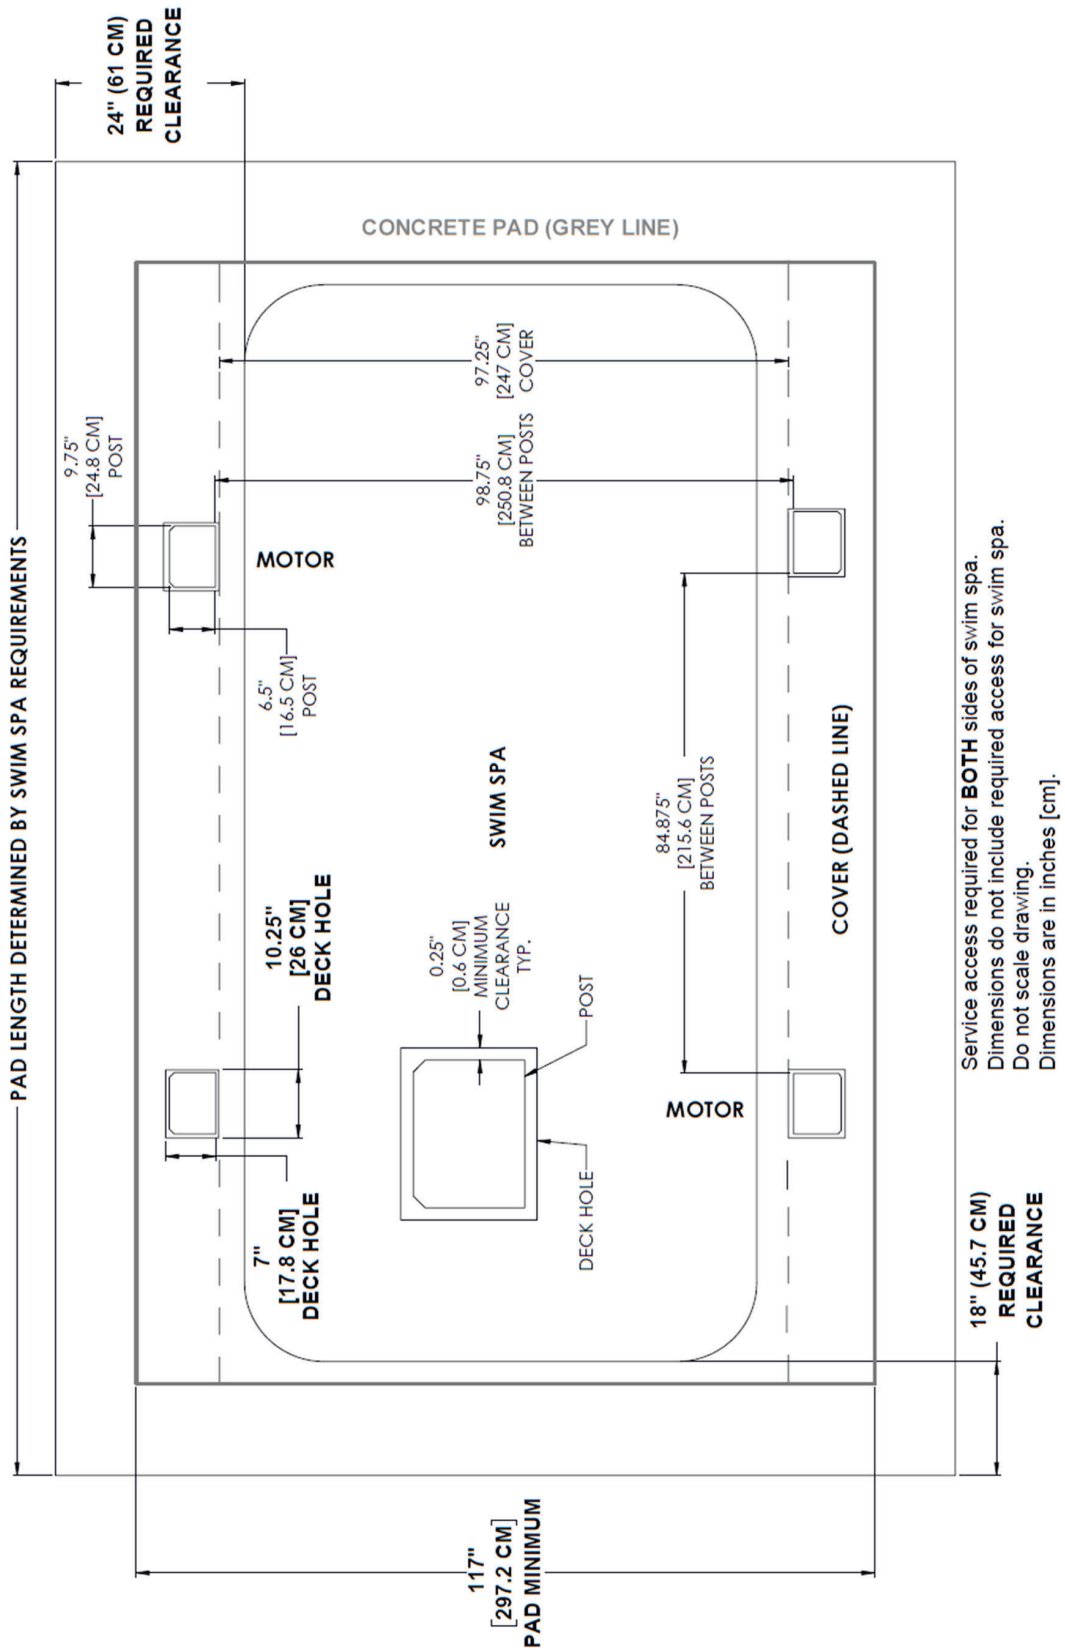 PAD LENGTH DETERMINED BY SWIM SPA REQUIREMENTS
24" (61 CM)
REQUIRED
CLEARANCE
9.75"
[24.8 CM]
POST
CONCRETE PAD (GREY LINE)
7"
[17.8 CM]
DECK HOLE
10.25"
[26 CM]
DECK HOLE
6.5"
[16.5 CM]
POST
MOTOR
97.25"
[247 CM]
COVER
98.75"
[250.8 CM]
BETWEEN POSTS
0.25"
[0.6 CM]
MINIMUM
CLEARANCE
TYP.
SWIM SPA
DECK HOLE
POST
84.875"
[215.6 CM]
BETWEEN POSTS
MOTOR
COVER (DASHED LINE)
117"
[297.2 CM]
PAD MINIMUM
18" (45.7 CM)
REQUIRED
CLEARANCE
Service access required for BOTH sides of swim spa.
Dimensions do not include required access for swim spa.
Do not scale drawing.
Dimensions are in inches [cm].